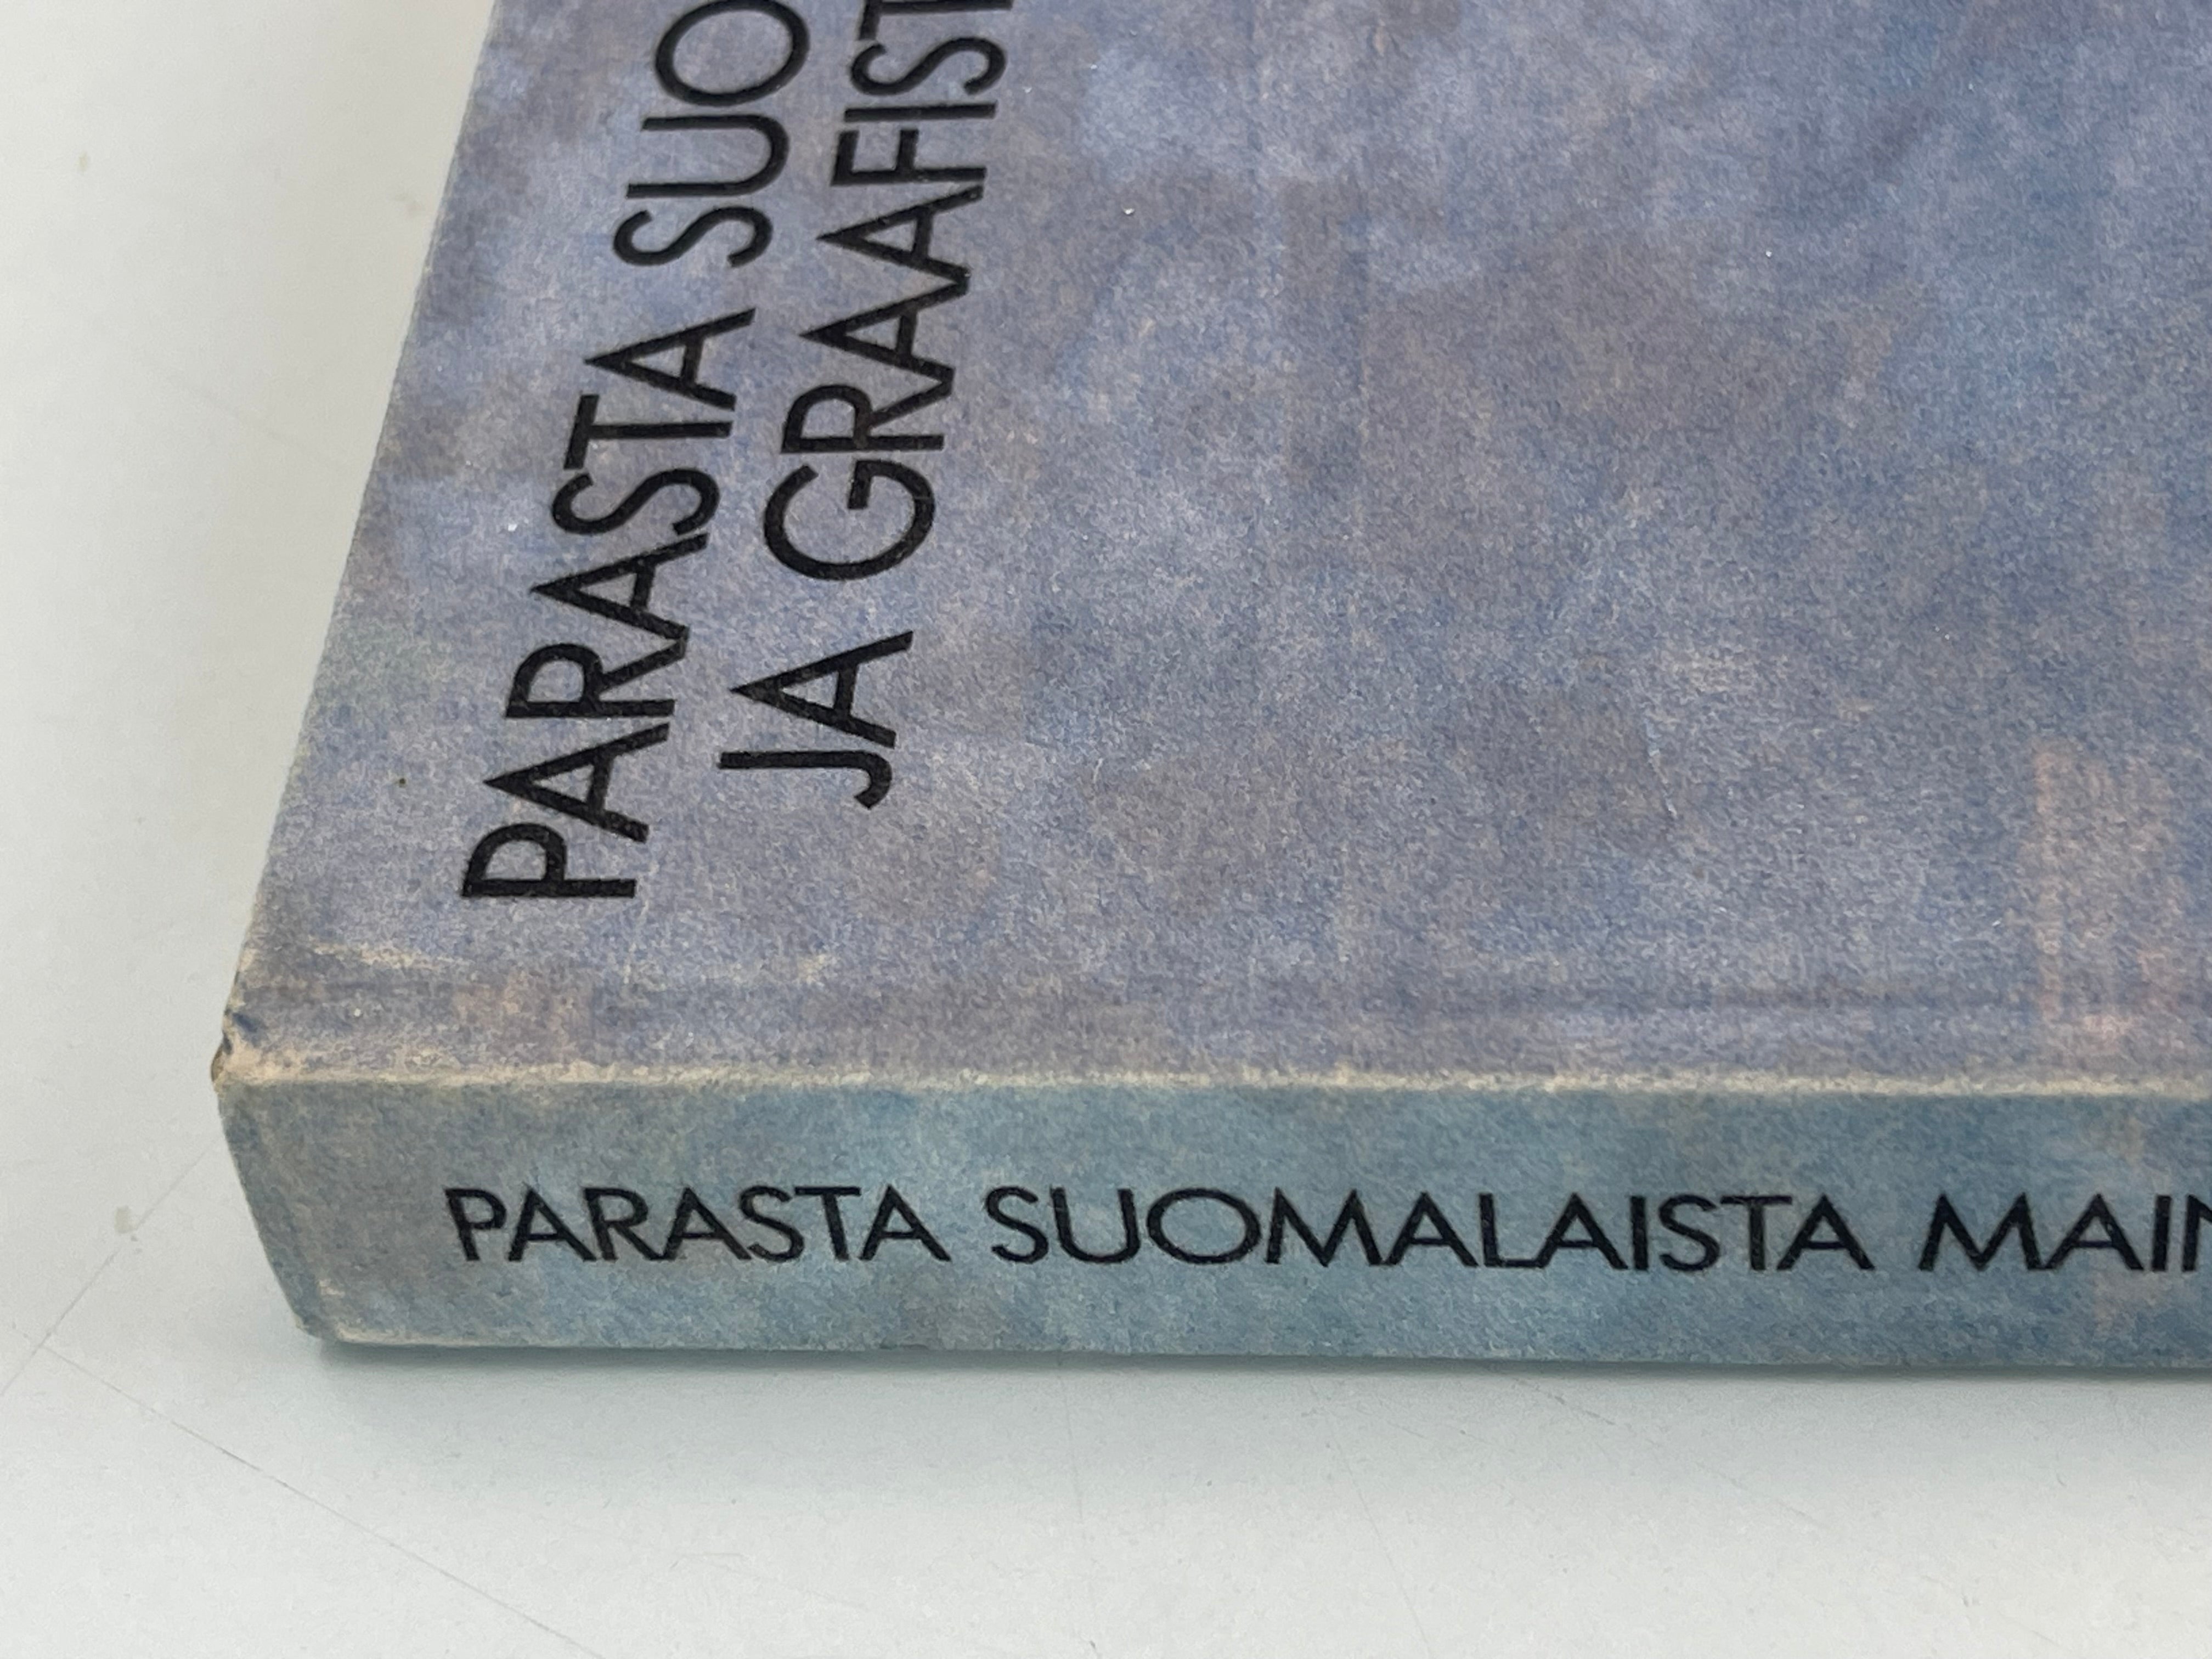 PARASTA SUO
JA GRAAFIST
PARASTA SUOMALAISTA MAIN